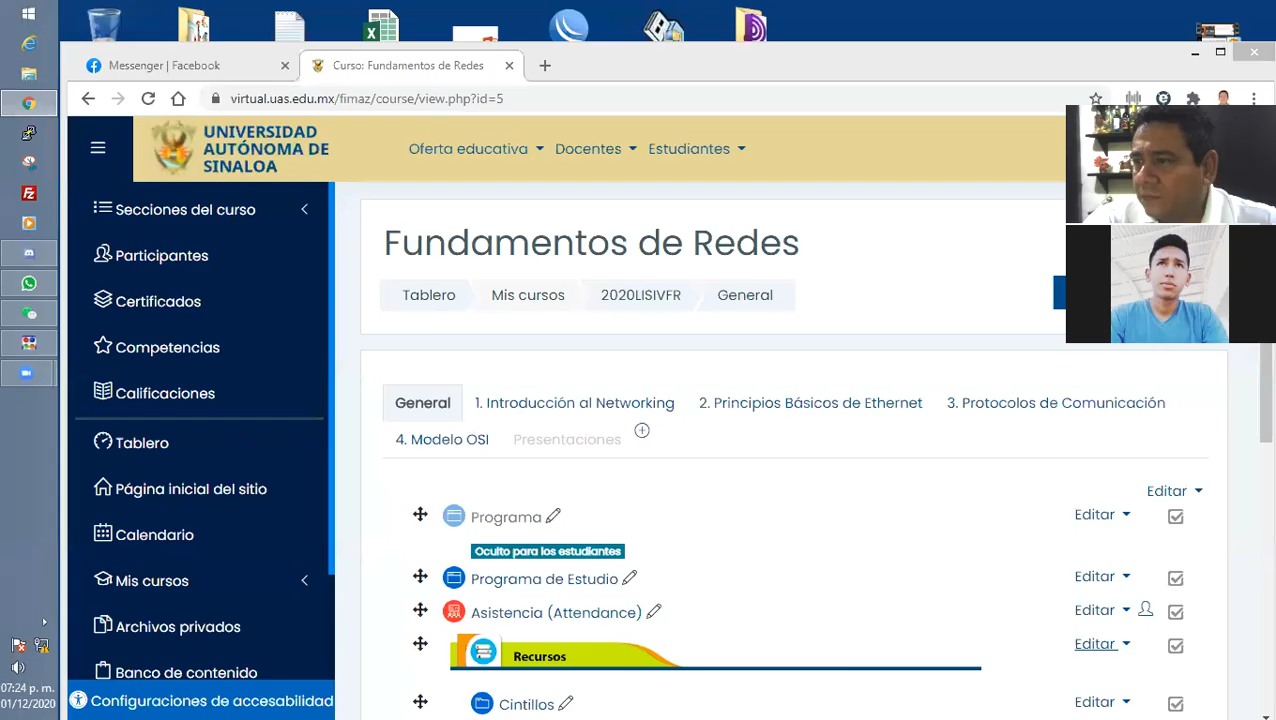 Messenger | Facebook
Curso: Fundamentos de Redes
virtual.uas.edu.mx/fimaz/course/view.php?id=5
UNIVERSIDAD
AUTÓNOMA DE
SINALOA
Oferta educativa
Docentes
Estudiantes
Secciones del curso
Participantes
Certificados
Competencias
Calificaciones
Tablero
Página inicial del sitio
Calendario
Mis cursos
Archivos privados
Banco de contenido
Configuraciones de accesabilidad
Fundamentos de Redes
Tablero
Mis cursos
2020LISIVFR
General
General
1. Introducción al Networking
2. Principios Básicos de Ethernet
3. Protocolos de Comunicación
4. Modelo OSI
Presentaciones
Editar
Programa
Editar
Oculto para los estudiantes
Programa de Estudio
Editar
Asistencia (Attendance)
Editar
Recursos
Editar
Cintillos
Editar
07:24 p. m.
01/12/2020